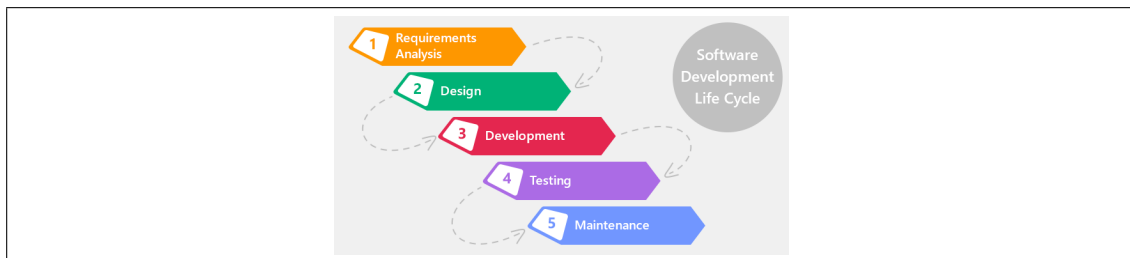 1
Requirements
Analysis
2
Design
3
Development
4
Testing
5
Maintenance
Software
Development
Life Cycle